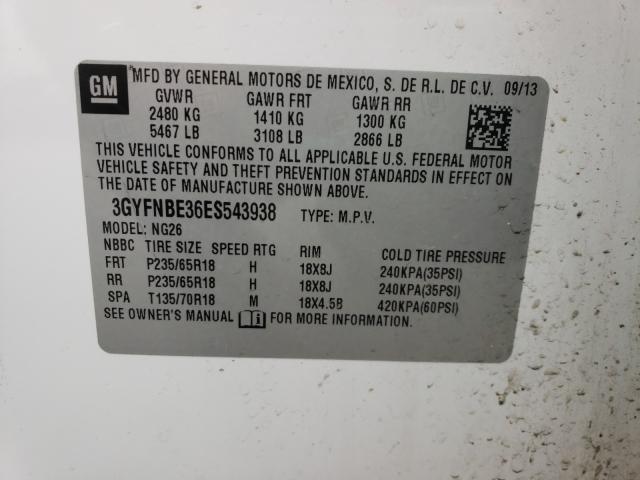 GM
MFD BY GENERAL MOTORS DE MEXICO, S. DE R.L. DE C.V. 09/13
GVWR GAWR FRT GAWR RR
2480 KG 1410 KG 1300 KG
5467 LB 3108 LB 2866 LB
THIS VEHICLE CONFORMS TO ALL APPLICABLE U.S. FEDERAL MOTOR
VEHICLE SAFETY AND THEFT PREVENTION STANDARDS IN EFFECT ON
THE DATE OF MANUFACTURE SHOWN ABOVE.
3GYFNBE36ES543938 TYPE: M.P.V.
MODEL: NG26
NBBC TIRE SIZE SPEED RTG RIM COLD TIRE PRESSURE
FRT P235/65R18 H 18X8J 240KPA(35PSI)
RR P235/65R18 H 18X8J 240KPA(35PSI)
SPA T135/70R18 M 18X4.5B 420KPA(60PSI)
SEE OWNER'S MANUAL FOR MORE INFORMATION.